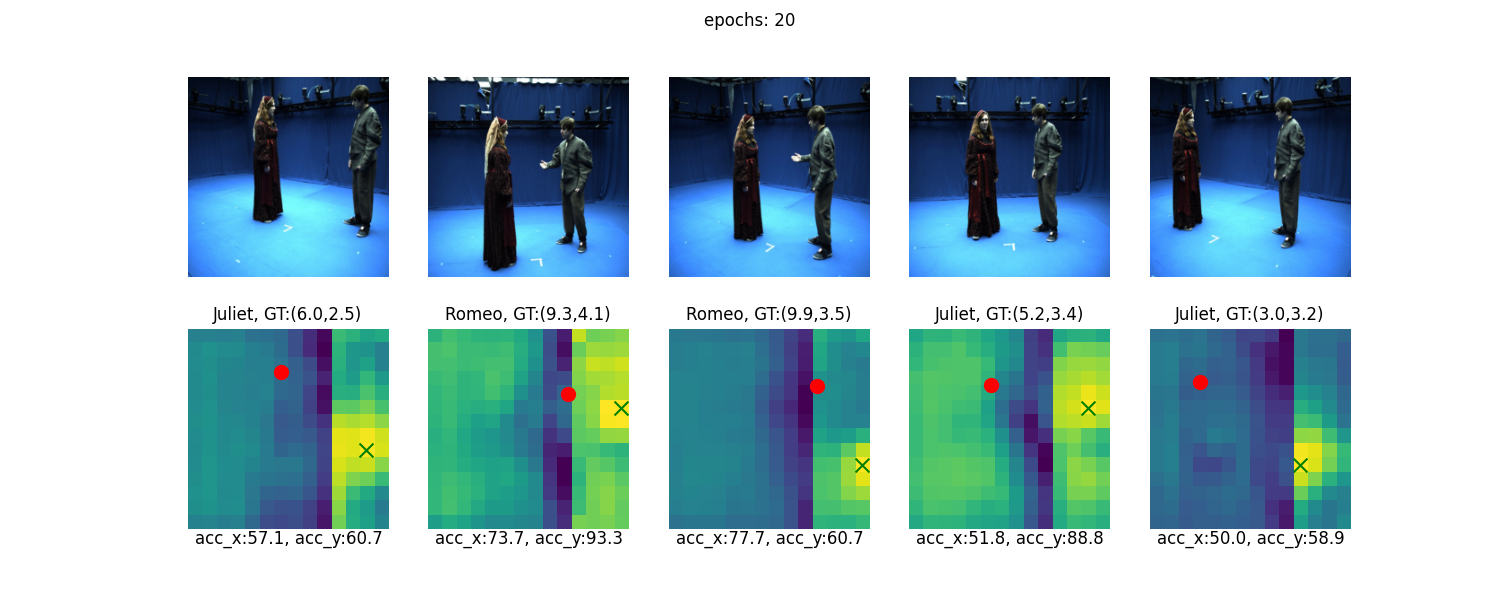 epochs: 20
Juliet, GT:(6.0,2.5)
Romeo, GT:(9.3,4.1)
Romeo, GT:(9.9,3.5)
Juliet, GT:(5.2,3.4)
Juliet, GT:(3.0,3.2)
acc_x:57.1, acc_y:60.7
acc_x:73.7, acc_y:93.3
acc_x:77.7, acc_y:60.7
acc_x:51.8, acc_y:88.8
acc_x:50.0, acc_y:58.9